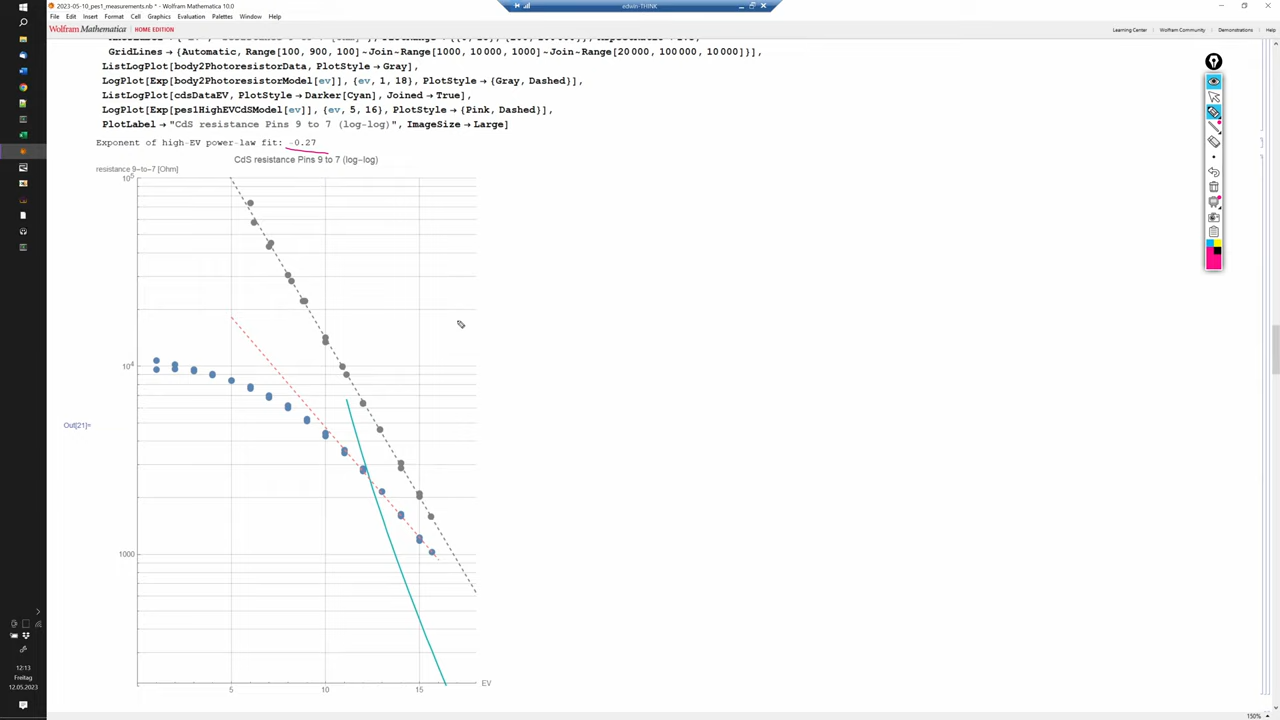 2023-05-10_pes1_measurements.nb * - Wolfram Mathematica 10.0
edwin-THINK
File Edit Insert Format Cell Graphics Evaluation Palettes Window Help
Wolfram Mathematica | HOME EDITION
Learning Center | Wolfram Community | Demonstrations | Help
GridLines → {Automatic, Range[100, 900, 100]~Join~Range[1000, 10 000, 1000]~Join~Range[20 000, 100 000, 10 000]}],
ListLogPlot[body2PhotoresistorData, PlotStyle → Gray],
LogPlot[Exp[body2PhotoresistorModel[ev]], {ev, 1, 18}, PlotStyle → {Gray, Dashed}],
ListLogPlot[cdsDataEV, PlotStyle → Darker[Cyan], Joined → True],
LogPlot[Exp[pes1HighEVCdSModel[ev]], {ev, 5, 16}, PlotStyle → {Pink, Dashed}],
PlotLabel → "CdS resistance Pins 9 to 7 (log-log)", ImageSize → Large]
Exponent of high-EV power-law fit: -0.27
CdS resistance Pins 9 to 7 (log-log)
resistance 9-to-7 [Ohm]
10^5
10^4
Out[21]=
1000
5 10 15 EV
12:13
Freitag
12.05.2023
150%